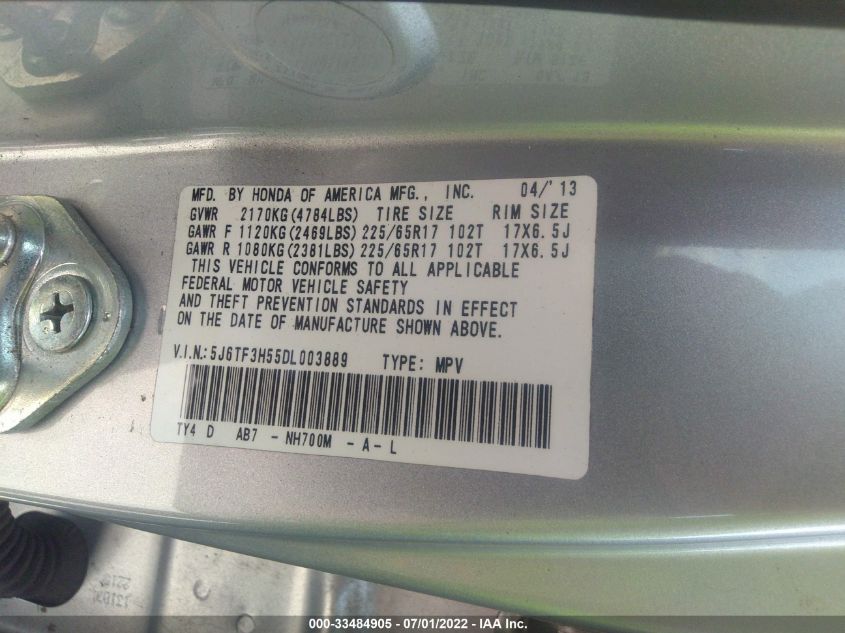 MFD. BY HONDA OF AMERICA MFG., INC. 04/'13
GVWR 2170KG(4784LBS) TIRE SIZE RIM SIZE
GAWR F 1120KG(2469LBS) 225/65R17 102T 17X6.5J
GAWR R 1080KG(2381LBS) 225/65R17 102T 17X6.5J
THIS VEHICLE CONFORMS TO ALL APPLICABLE
FEDERAL MOTOR VEHICLE SAFETY
AND THEFT PREVENTION STANDARDS IN EFFECT
ON THE DATE OF MANUFACTURE SHOWN ABOVE.
V.I.N.:5J6TF3H55DL003889 TYPE: MPV
TY4 D AB7 - NH700M - A - L
000-33484905 - 07/01/2022 - IAA Inc.